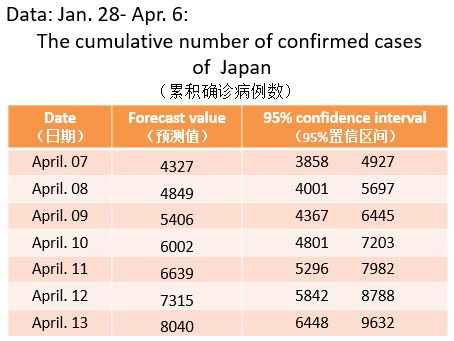 Data: Jan. 28- Apr. 6:
The cumulative number of confirmed cases
of Japan
（累积确诊病例数）
Date Forecast value 95% confidence interval
（日期） （预测值） （95%置信区间）
April. 07 4327 3858 4927
April. 08 4849 4001 5697
April. 09 5406 4367 6445
April. 10 6002 4801 7203
April. 11 6639 5296 7982
April. 12 7315 5842 8788
April. 13 8040 6448 9632